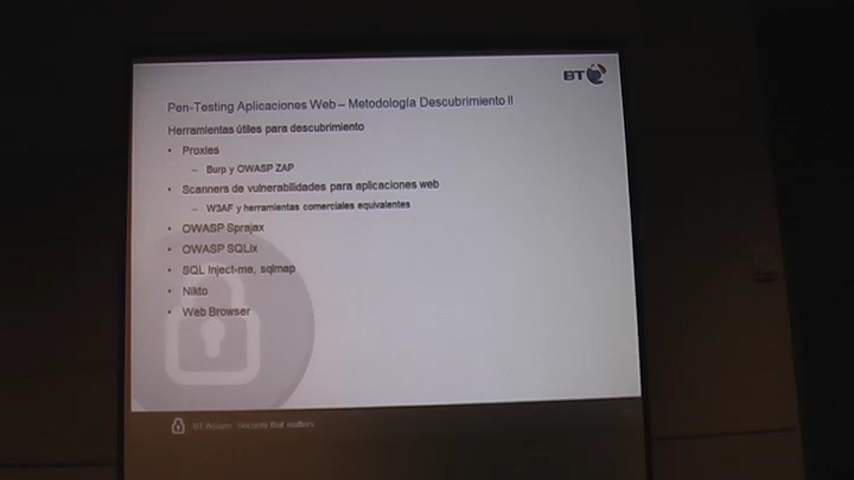 BT
Pen-Testing Aplicaciones Web – Metodología Descubrimiento II
Herramientas útiles para descubrimiento
• Proxies
– Burp y OWASP ZAP
• Scanners de vulnerabilidades para aplicaciones web
– W3AF y herramientas comerciales equivalentes
• OWASP Sprajax
• OWASP SQLix
• SQL Inject-me, sqlmap
• Nikto
• Web Browser
BT Assure. Security that matters